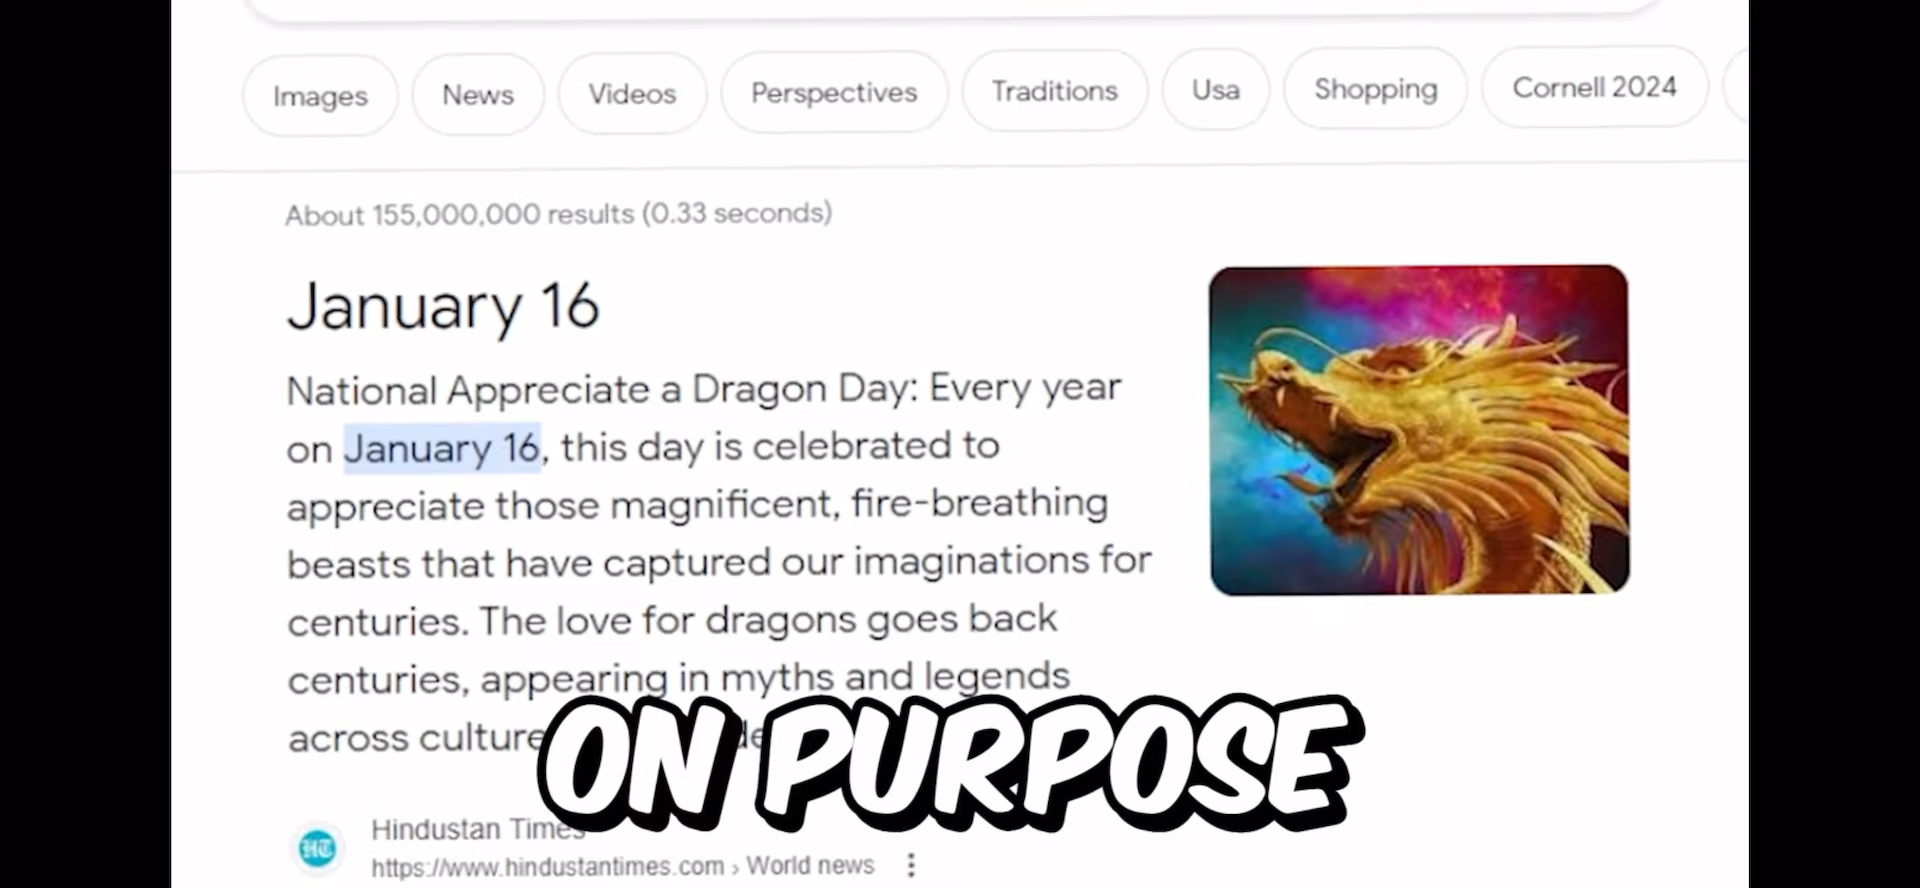 Images News Videos Perspectives Traditions Usa Shopping Cornell 2024
About 155,000,000 results (0.33 seconds)
January 16
National Appreciate a Dragon Day: Every year
on January 16, this day is celebrated to
appreciate those magnificent, fire-breathing
beasts that have captured our imaginations for
centuries. The love for dragons goes back
centuries, appearing in myths and legends
across culture
ON PURPOSE
Hindustan Times
https://www.hindustantimes.com › World news
HT